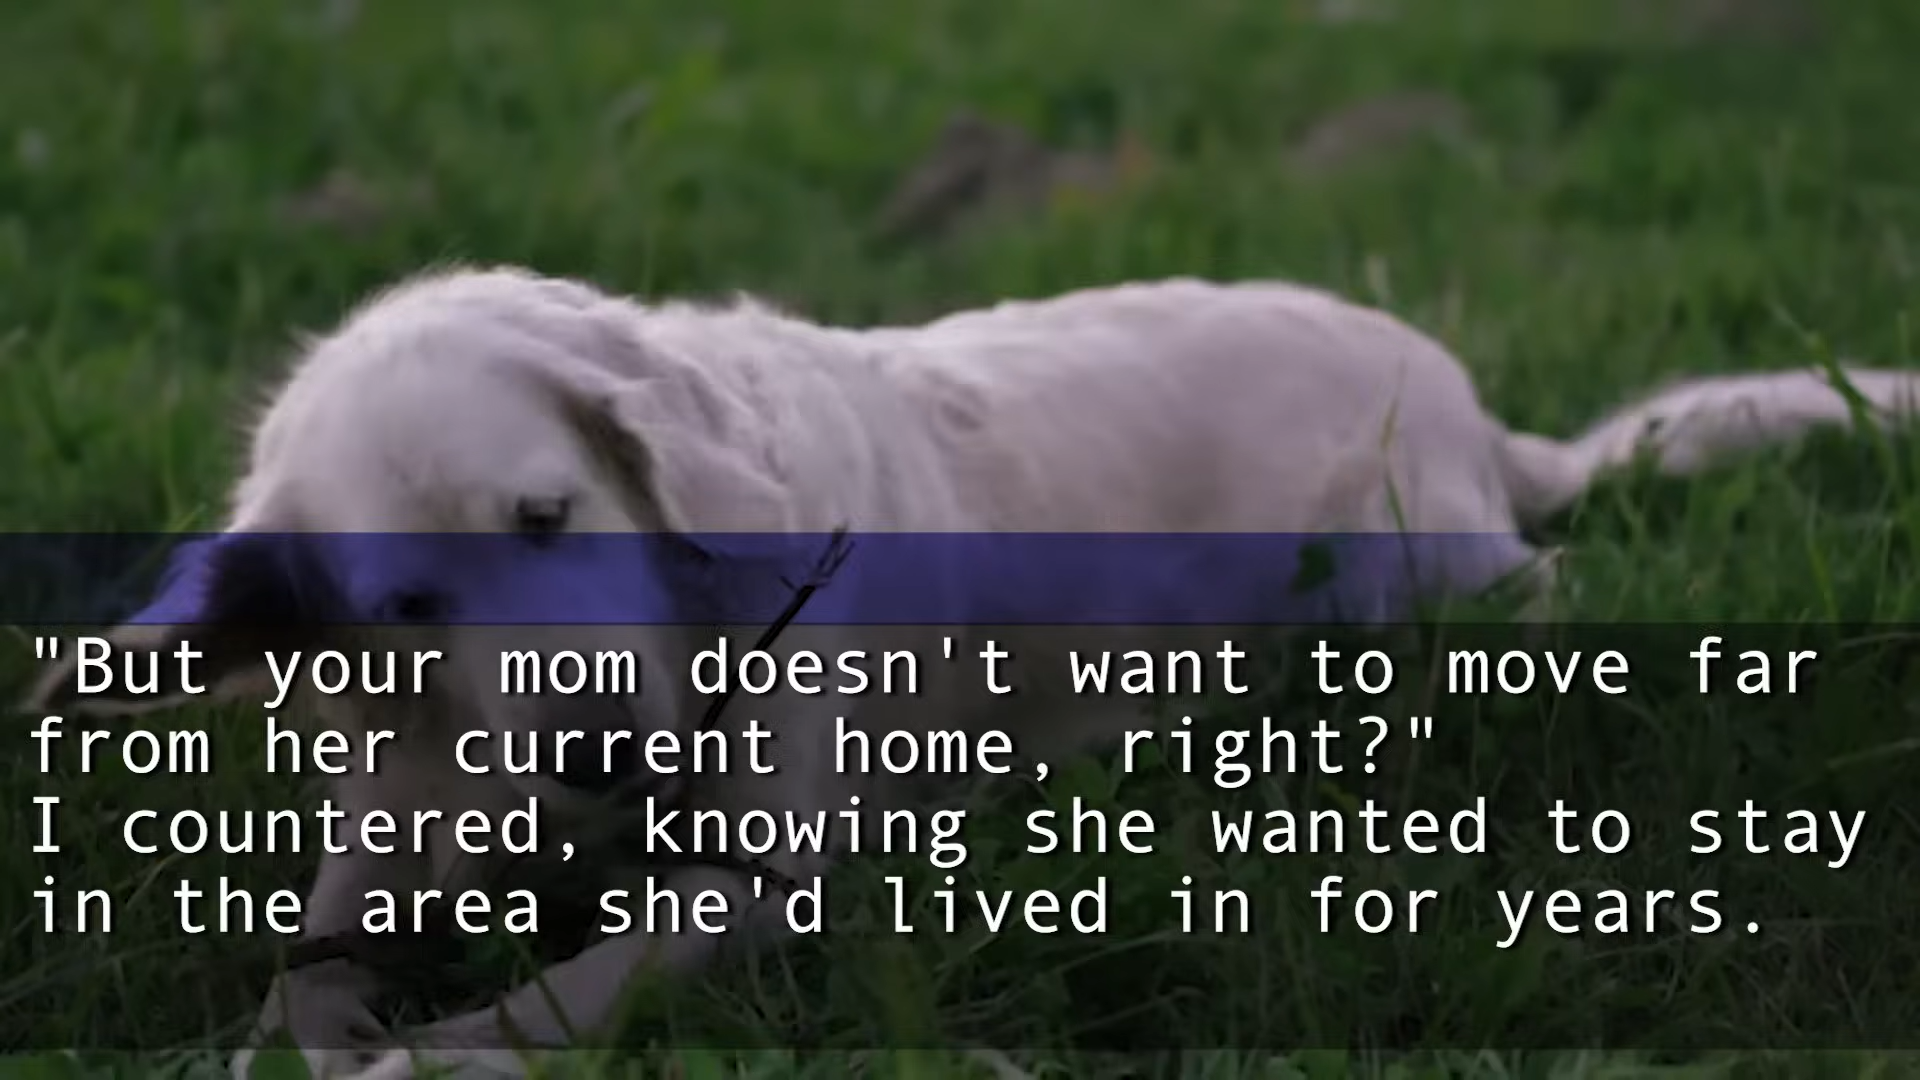 "But your mom doesn't want to move far
from her current home, right?"
I countered, knowing she wanted to stay
in the area she'd lived in for years.